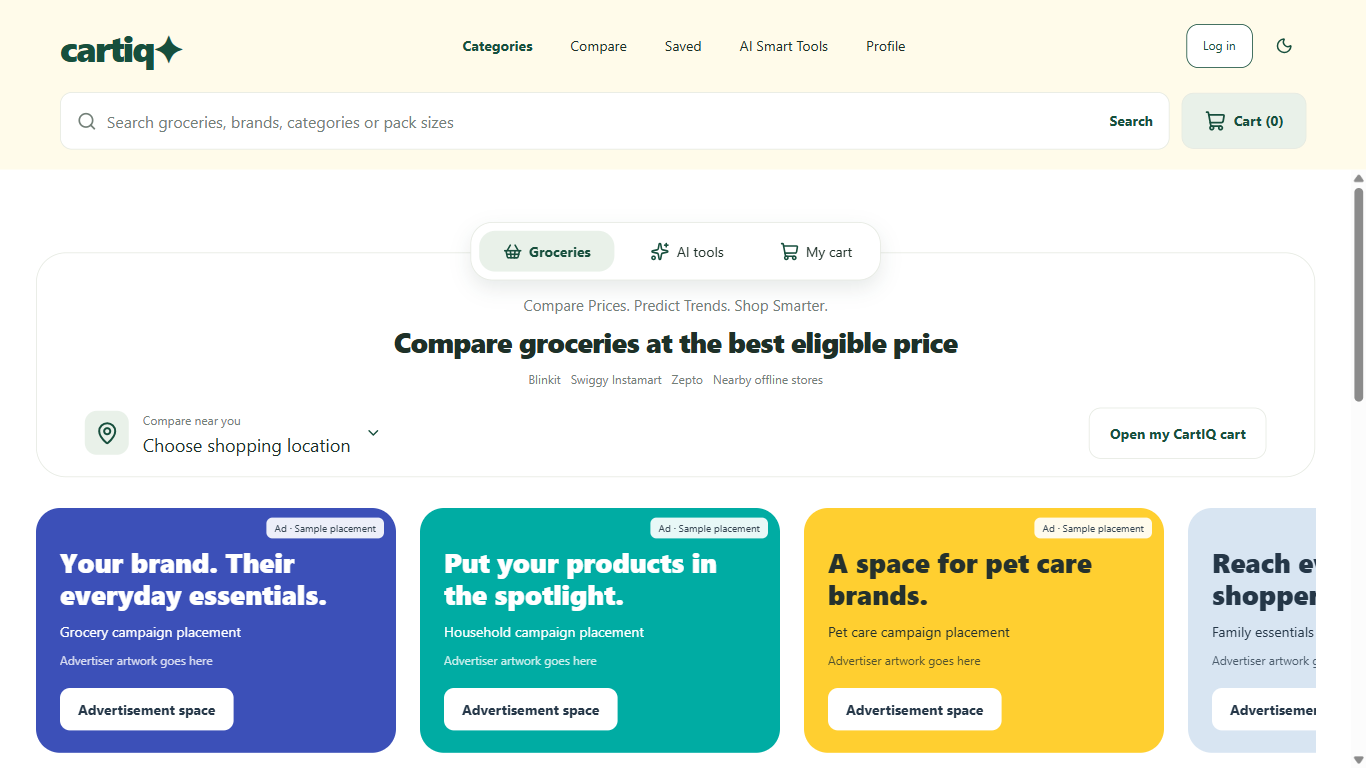 cartiq
Categories
Compare
Saved
AI Smart Tools
Profile
Log in
Search groceries, brands, categories or pack sizes
Search
Cart (0)
Groceries
AI tools
My cart
Compare Prices. Predict Trends. Shop Smarter.
Compare groceries at the best eligible price
Blinkit Swiggy Instamart Zepto Nearby offline stores
Compare near you
Choose shopping location
Open my CartIQ cart
Ad · Sample placement
Your brand. Their
everyday essentials.
Grocery campaign placement
Advertiser artwork goes here
Advertisement space
Ad · Sample placement
Put your products in
the spotlight.
Household campaign placement
Advertiser artwork goes here
Advertisement space
Ad · Sample placement
A space for pet care
brands.
Pet care campaign placement
Advertiser artwork goes here
Advertisement space
Reach
Family essentials
Advertiser artwork